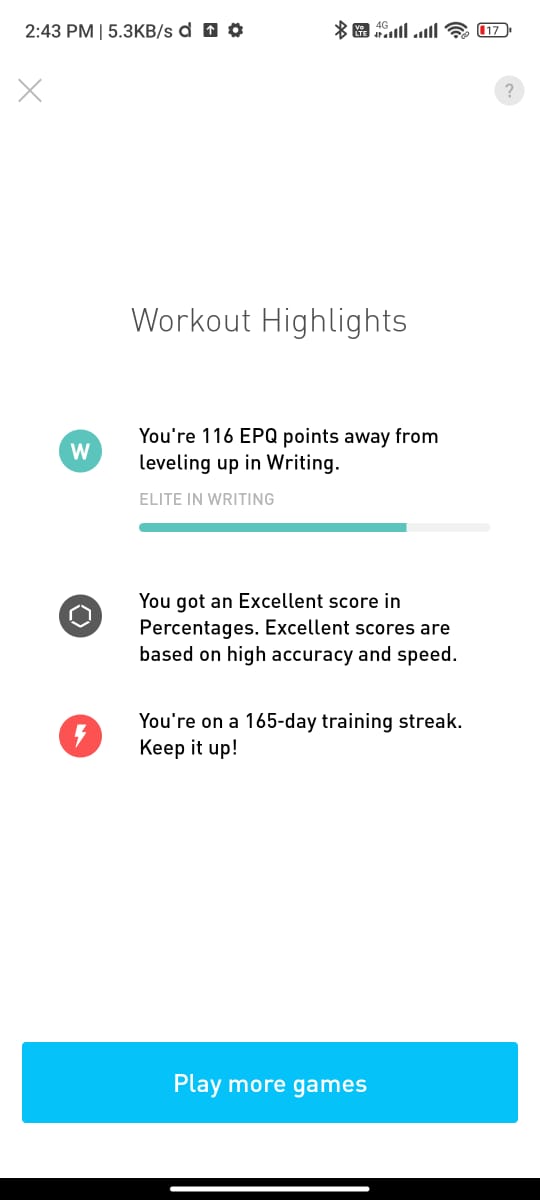 2:43 PM | 5.3KB/s d
Vo LTE 4G 17
?
Workout Highlights
W
You're 116 EPQ points away from
leveling up in Writing.
ELITE IN WRITING
You got an Excellent score in
Percentages. Excellent scores are
based on high accuracy and speed.
You're on a 165-day training streak.
Keep it up!
Play more games